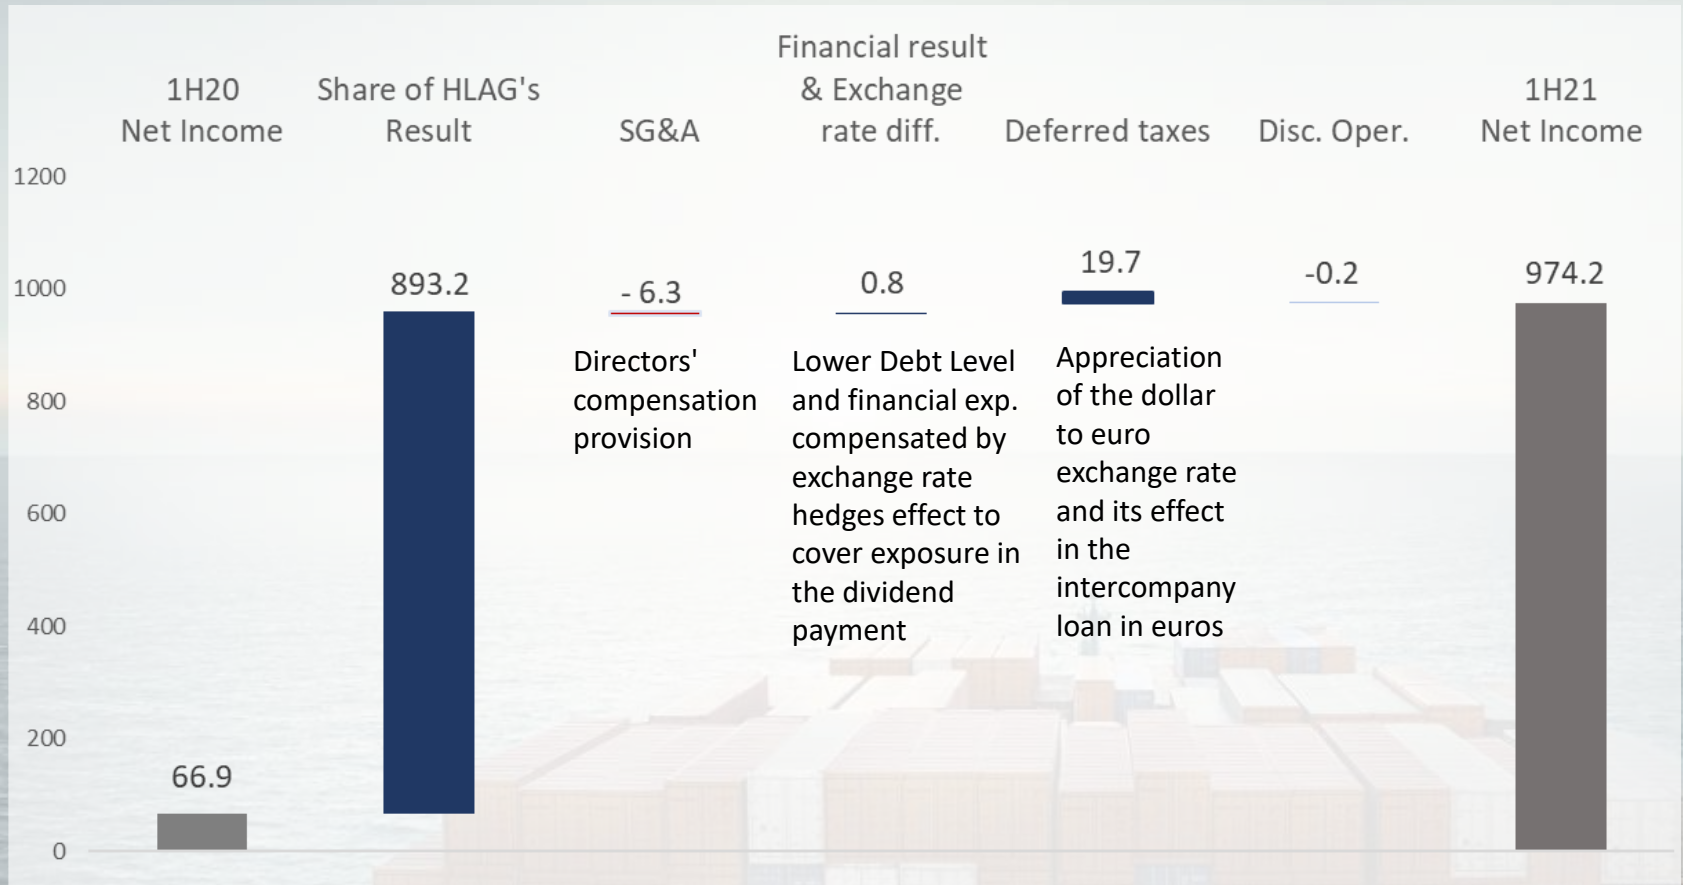 1H20
Net Income
Share of HLAG's
Result
SG&A
Financial result
& Exchange
rate diff.
Deferred taxes
Disc. Oper.
1H21
Net Income
1200
1000
800
600
400
200
0
66.9
893.2
- 6.3
0.8
19.7
-0.2
974.2
Directors'
compensation
provision
Lower Debt Level
and financial exp.
compensated by
exchange rate
hedges effect to
cover exposure in
the dividend
payment
Appreciation
of the dollar
to euro
exchange rate
and its effect
in the
intercompany
loan in euros